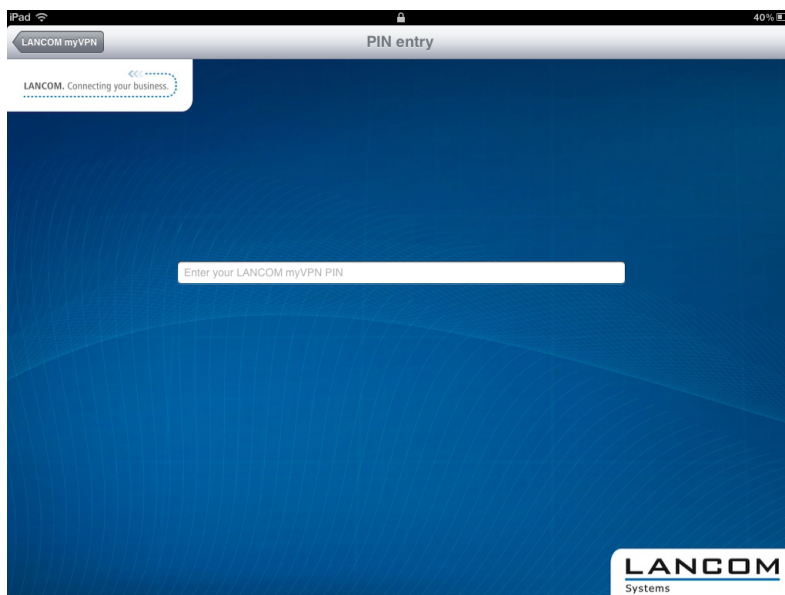 iPad 40%
LANCOM myVPN PIN entry
LANCOM. Connecting your business.
Enter your LANCOM myVPN PIN
LANCOM
Systems